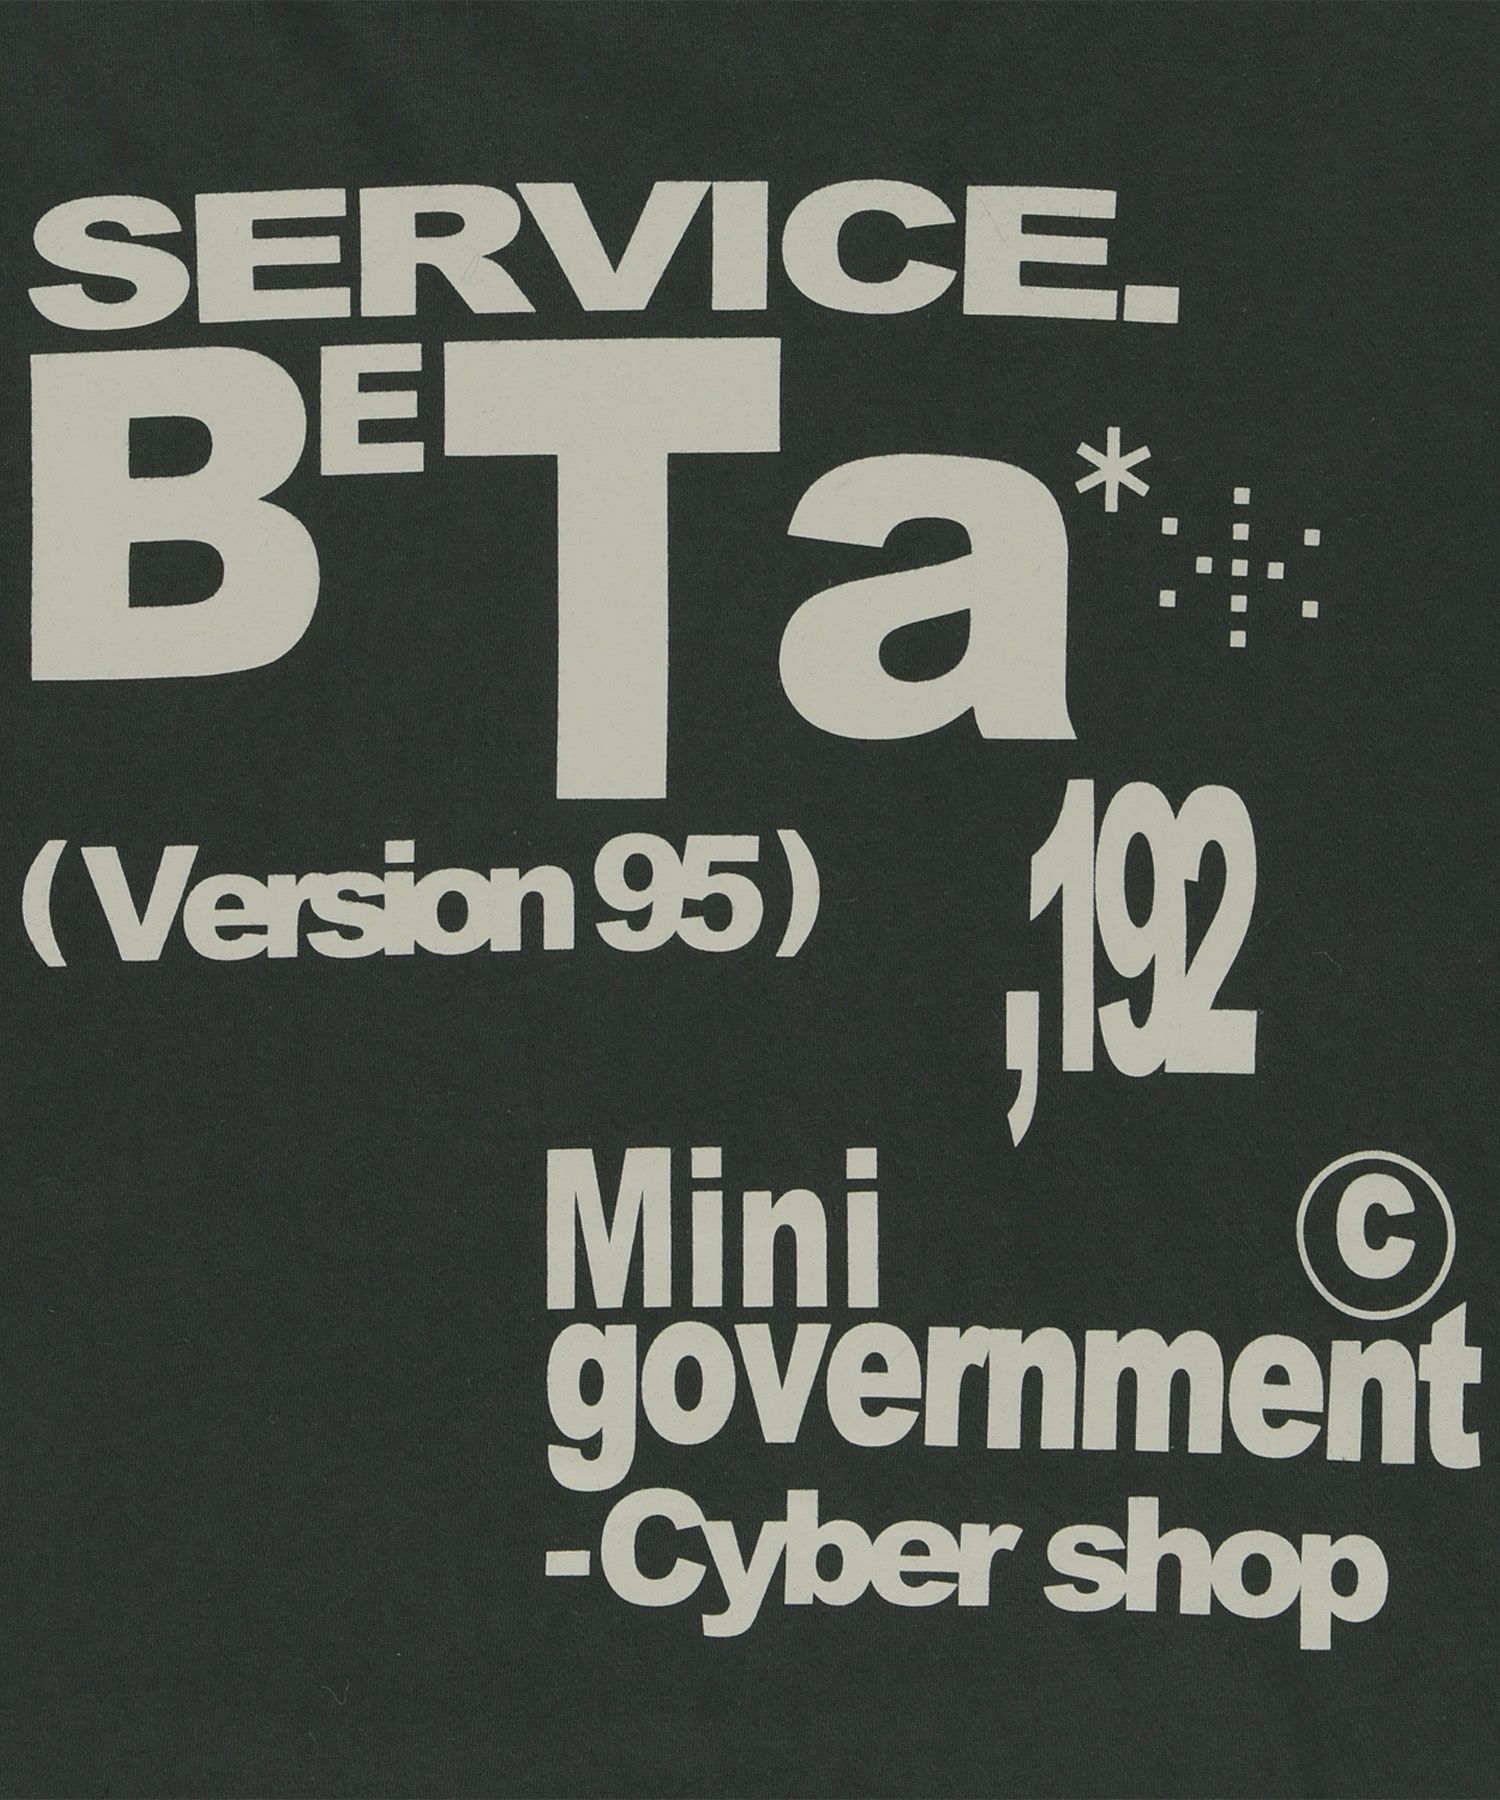 SERVICE.
BETa*
(Version 95)
,192
Mini ©
government
-Cyber shop